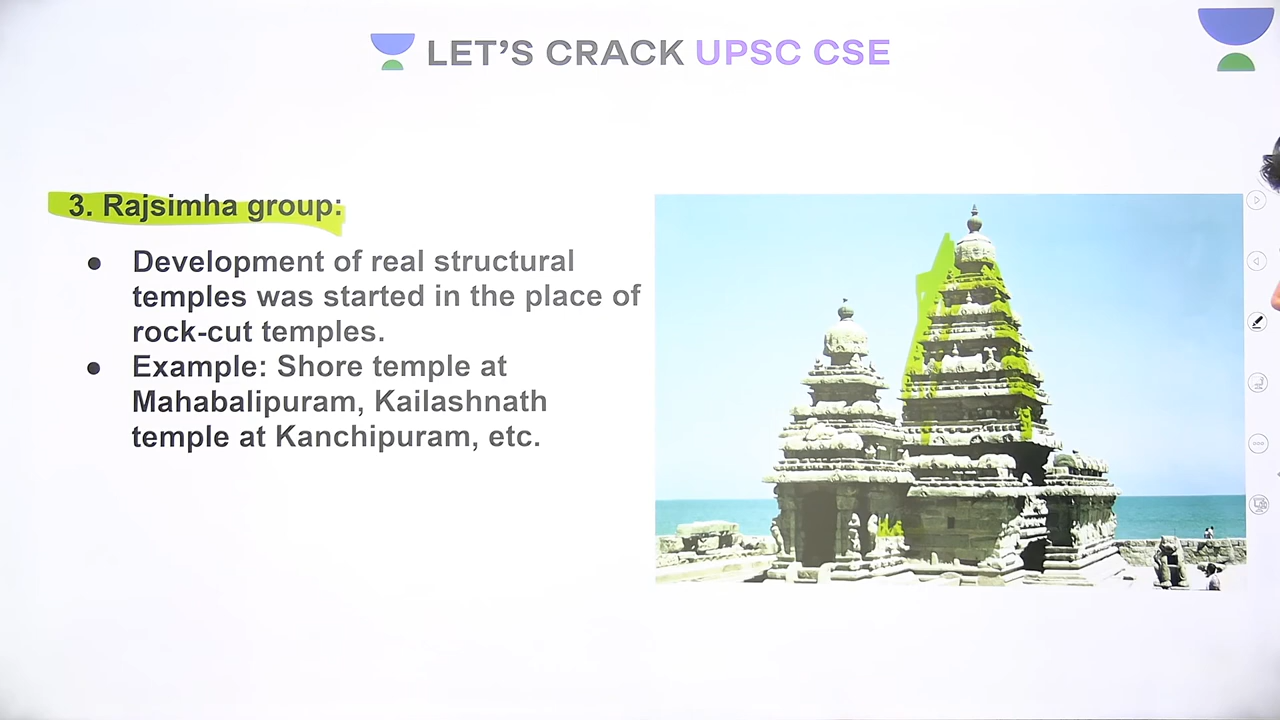 LET'S CRACK UPSC CSE
3. Rajsimha group:
● Development of real structural
temples was started in the place of
rock-cut temples.
● Example: Shore temple at
Mahabalipuram, Kailashnath
temple at Kanchipuram, etc.